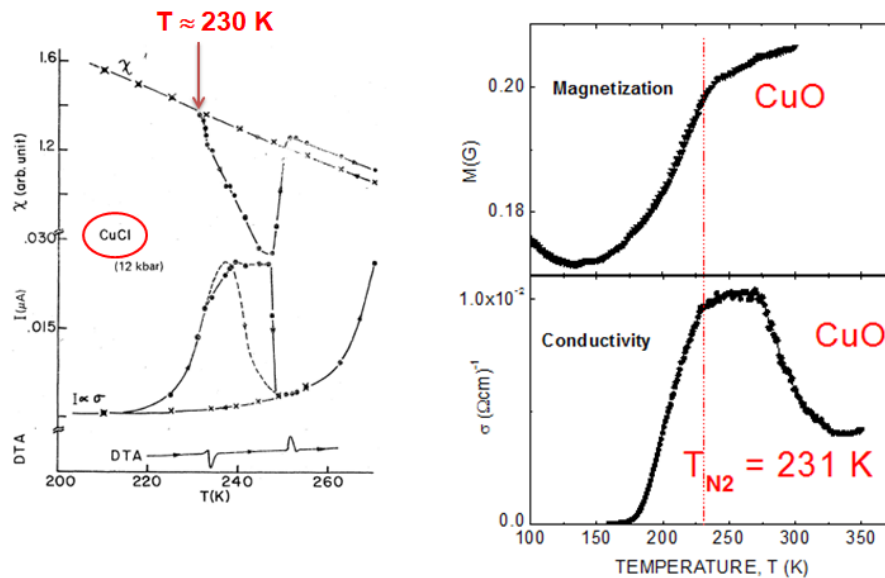 T ≈ 230 K
1.6
χ'
1.4
1.2
χ (arb. unit)
CuCl
(12 kbar)
.030
.015
I(μA)
I ∝ σ
DTA
DTA
200
220
240
260
T(K)
0.20
0.18
M(G)
Magnetization
CuO
1.0x10⁻²
0.0
σ (Ωcm)⁻¹
Conductivity
CuO
T_N2 = 231 K
100 150 200 250 300 350
TEMPERATURE, T (K)